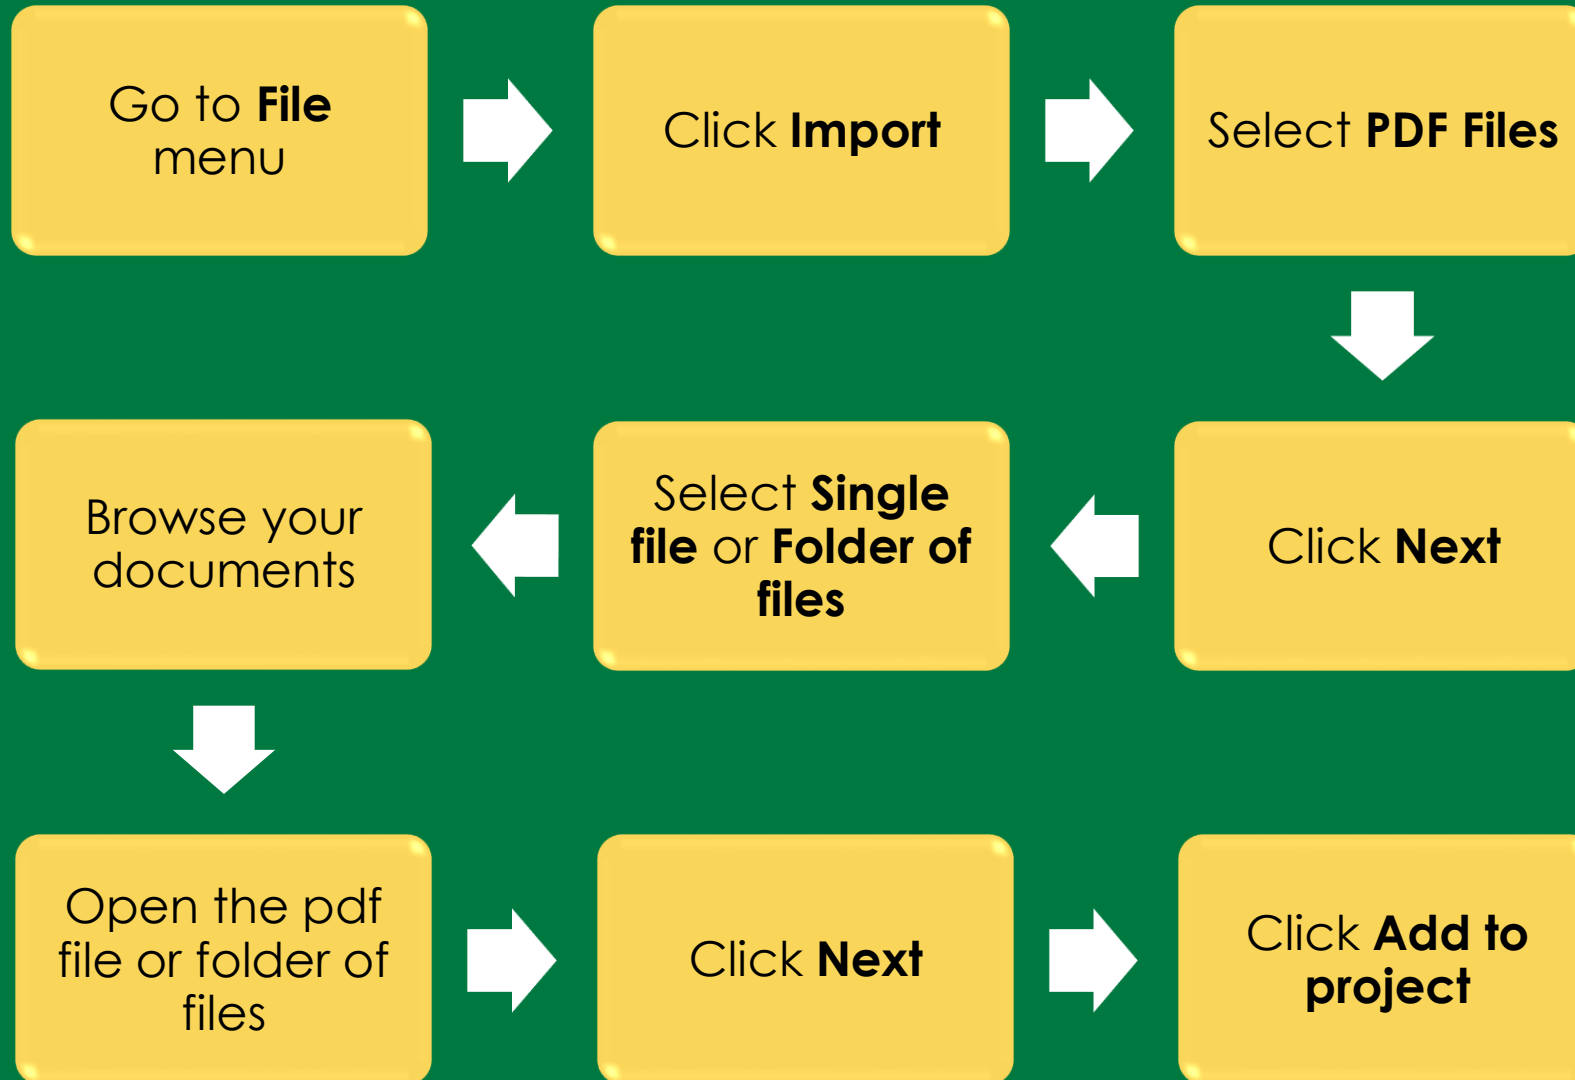 Go to File
menu
Click Import
Select PDF Files
Click Next
Select Single
file or Folder of
files
Browse your
documents
Open the pdf
file or folder of
files
Click Next
Click Add to
project